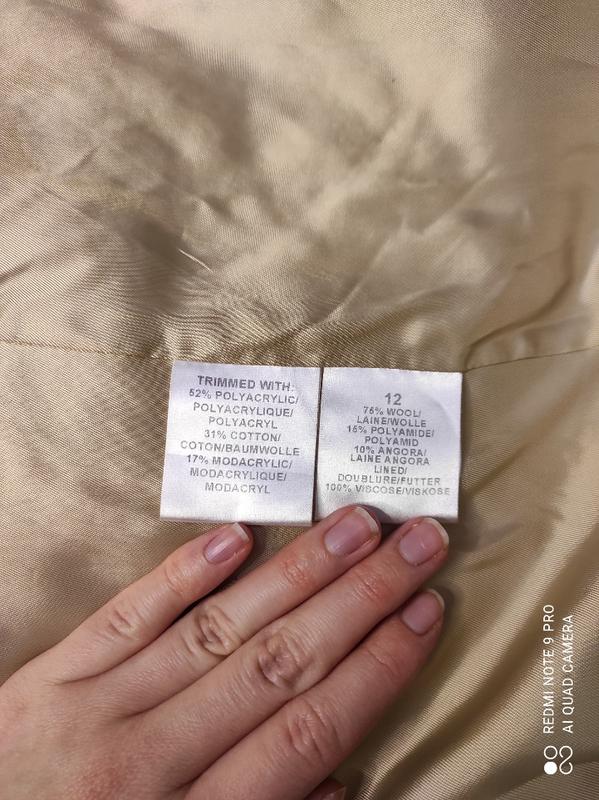 TRIMMED WITH:
52% POLYACRYLIC/
POLYACRYLIQUE/
POLYACRYL
31% COTTON/
COTON/BAUMWOLLE
17% MODACRYLIC/
MODACRYLIQUE/
MODACRYL
12
75% WOOL/
LAINE/WOLLE
15% POLYAMIDE/
POLYAMID
10% ANGORA/
LAINE ANGORA
LINED/
DOUBLURE/FUTTER
100% VISCOSE/VISKOSE
REDMI NOTE 9 PRO
AI QUAD CAMERA